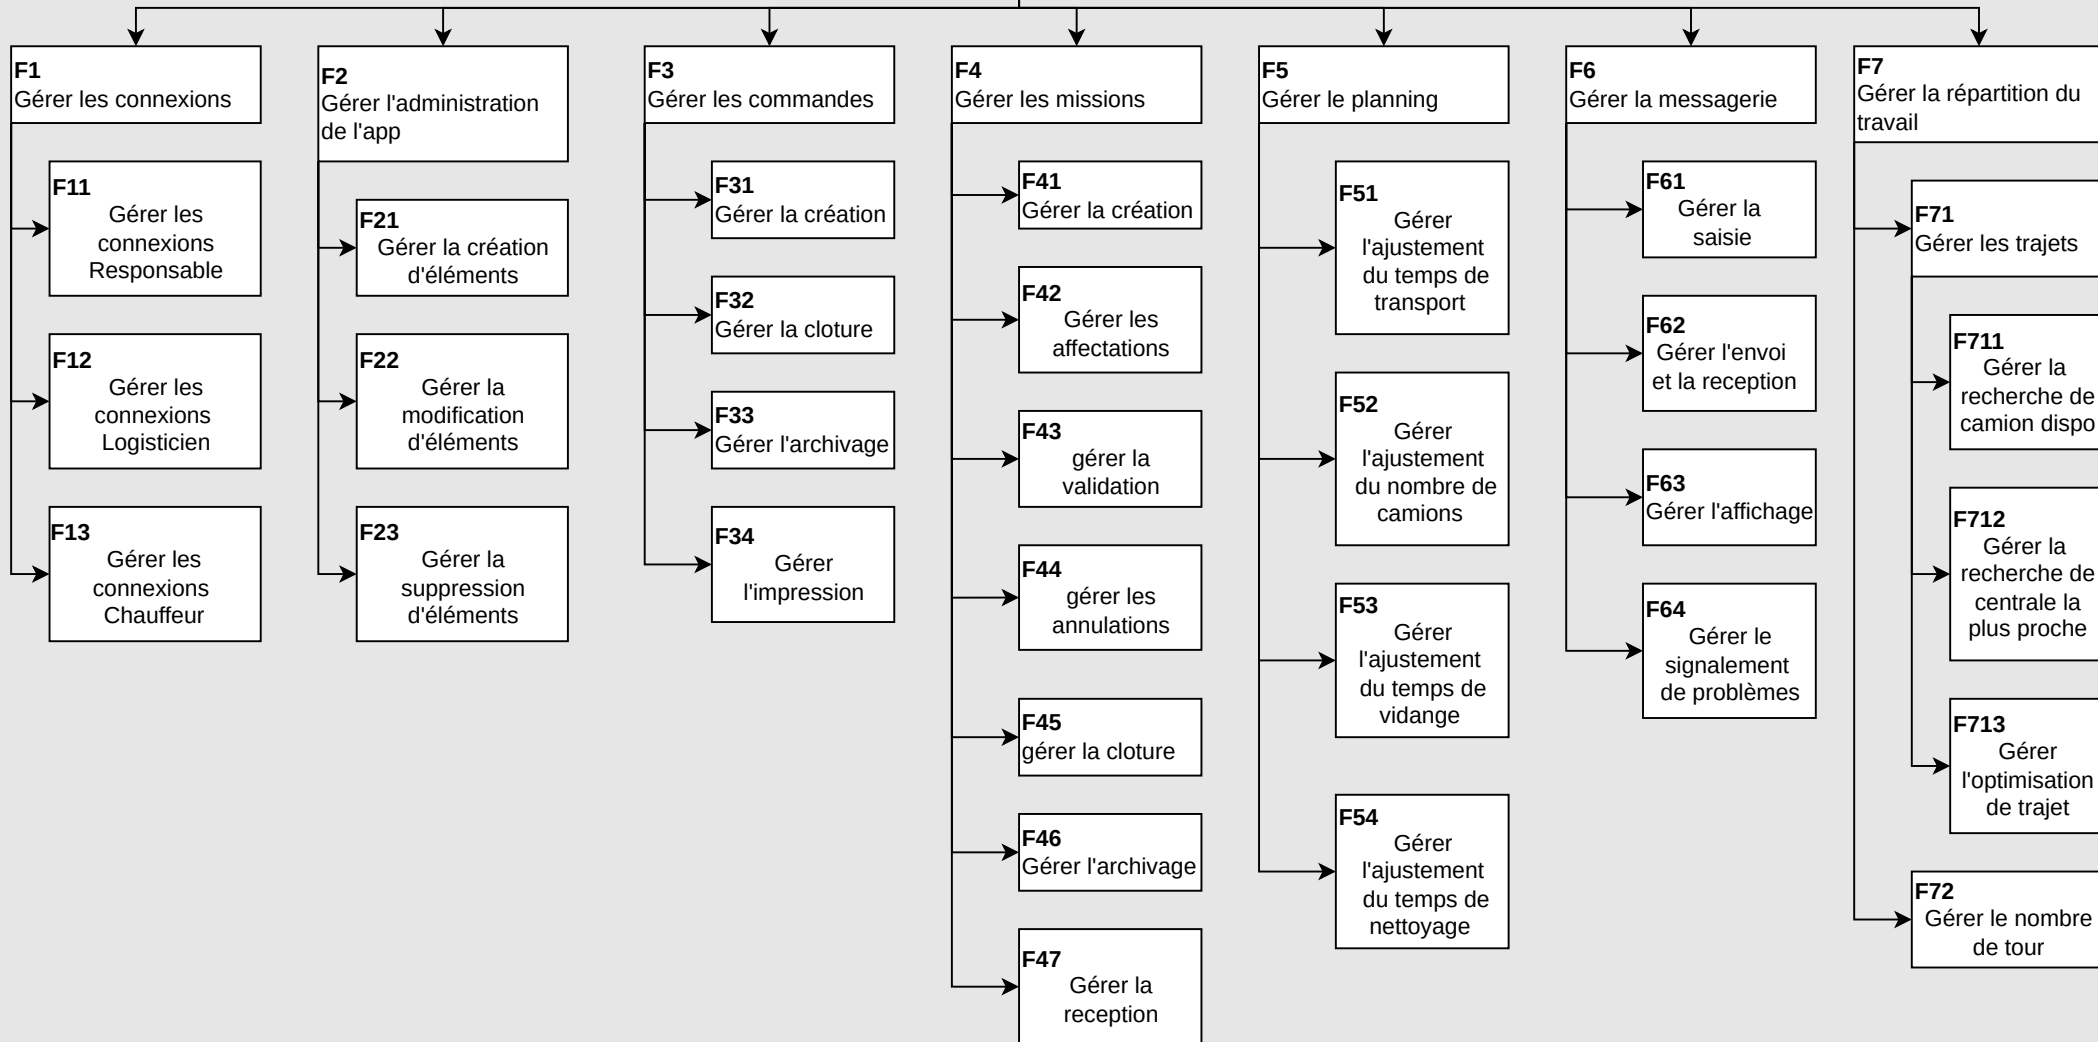 F1
Gérer les connexions
F11
Gérer les
connexions
Responsable
F12
Gérer les
connexions
Logisticien
F13
Gérer les
connexions
Chauffeur
F2
Gérer l'administration
de l'app
F21
Gérer la création
d'éléments
F22
Gérer la
modification
d'éléments
F23
Gérer la
suppression
d'éléments
F3
Gérer les commandes
F31
Gérer la création
F32
Gérer la cloture
F33
Gérer l'archivage
F34
Gérer
l'impression
F4
Gérer les missions
F41
Gérer la création
F42
Gérer les
affectations
F43
gérer la
validation
F44
gérer les
annulations
F45
gérer la cloture
F46
Gérer l'archivage
F47
Gérer la
reception
F5
Gérer le planning
F51
Gérer
l'ajustement
du temps de
transport
F52
Gérer
l'ajustement
du nombre de
camions
F53
Gérer
l'ajustement
du temps de
vidange
F54
Gérer
l'ajustement
du temps de
nettoyage
F6
Gérer la messagerie
F61
Gérer la
saisie
F62
Gérer l'envoi
et la reception
F63
Gérer l'affichage
F64
Gérer le
signalement
de problèmes
F7
Gérer la répartition du
travail
F71
Gérer les trajets
F711
Gérer la
recherche de
camion dispo
F712
Gérer la
recherche de
centrale la
plus proche
F713
Gérer
l'optimisation
de trajet
F72
Gérer le nombre
de tour